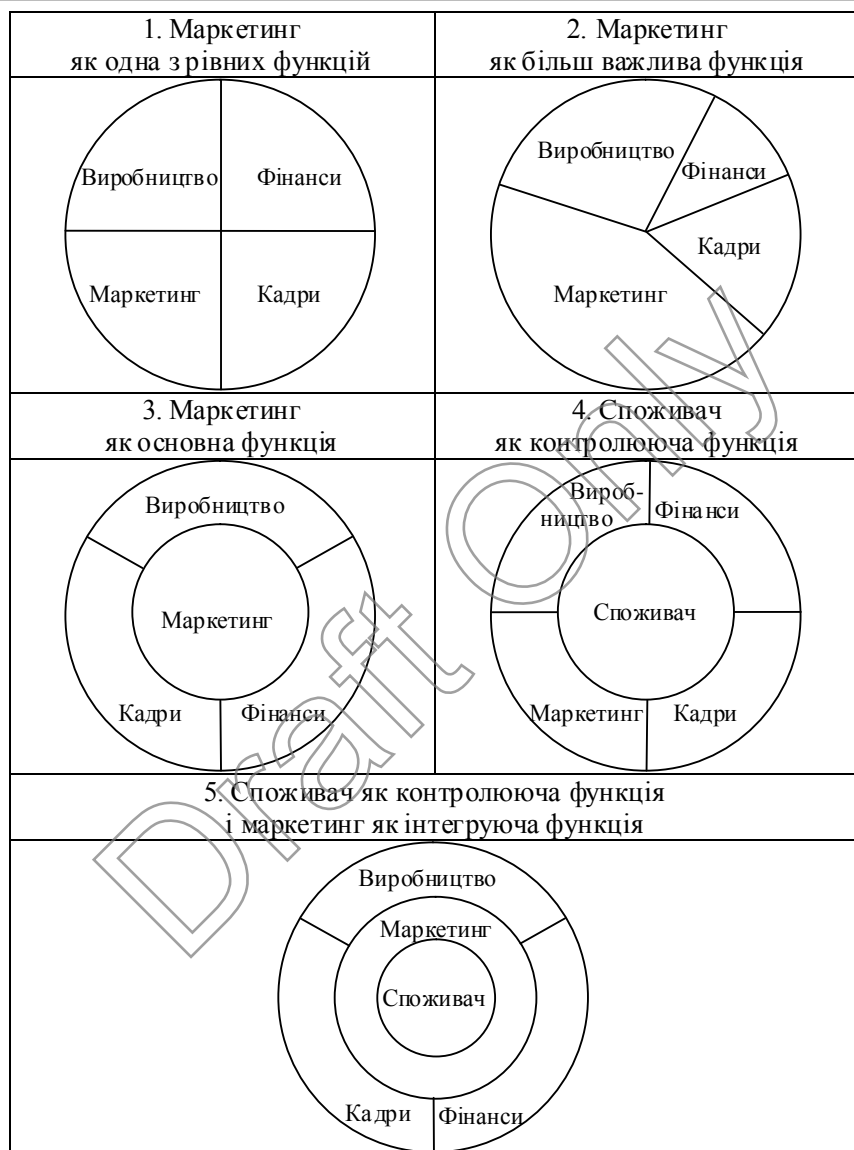 1. Маркетинг
як одна з рівних функцій
2. Маркетинг
як більш важлива функція
Виробництво
Фінанси
Маркетинг
Кадри
Виробництво
Фінанси
Кадри
Маркетинг
3. Маркетинг
як основна функція
4. Споживач
як контролююча функція
Виробництво
Маркетинг
Кадри
Фінанси
Вироб-
ництво
Фінанси
Споживач
Маркетинг
Кадри
5. Споживач як контролююча функція
і маркетинг як інтегруюча функція
Виробництво
Маркетинг
Споживач
Кадри
Фінанси
Draft Only